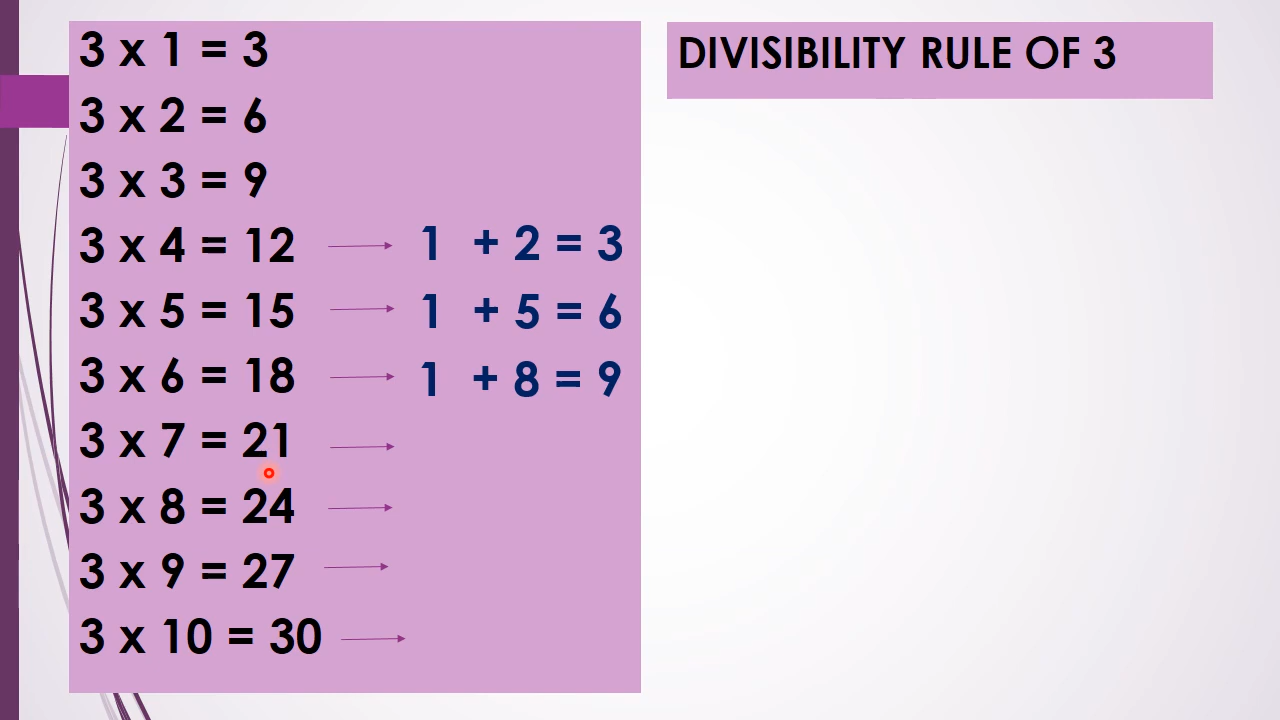 3 x 1 = 3
3 x 2 = 6
3 x 3 = 9
3 x 4 = 12 1 + 2 = 3
3 x 5 = 15 1 + 5 = 6
3 x 6 = 18 1 + 8 = 9
3 x 7 = 21
3 x 8 = 24
3 x 9 = 27
3 x 10 = 30
DIVISIBILITY RULE OF 3